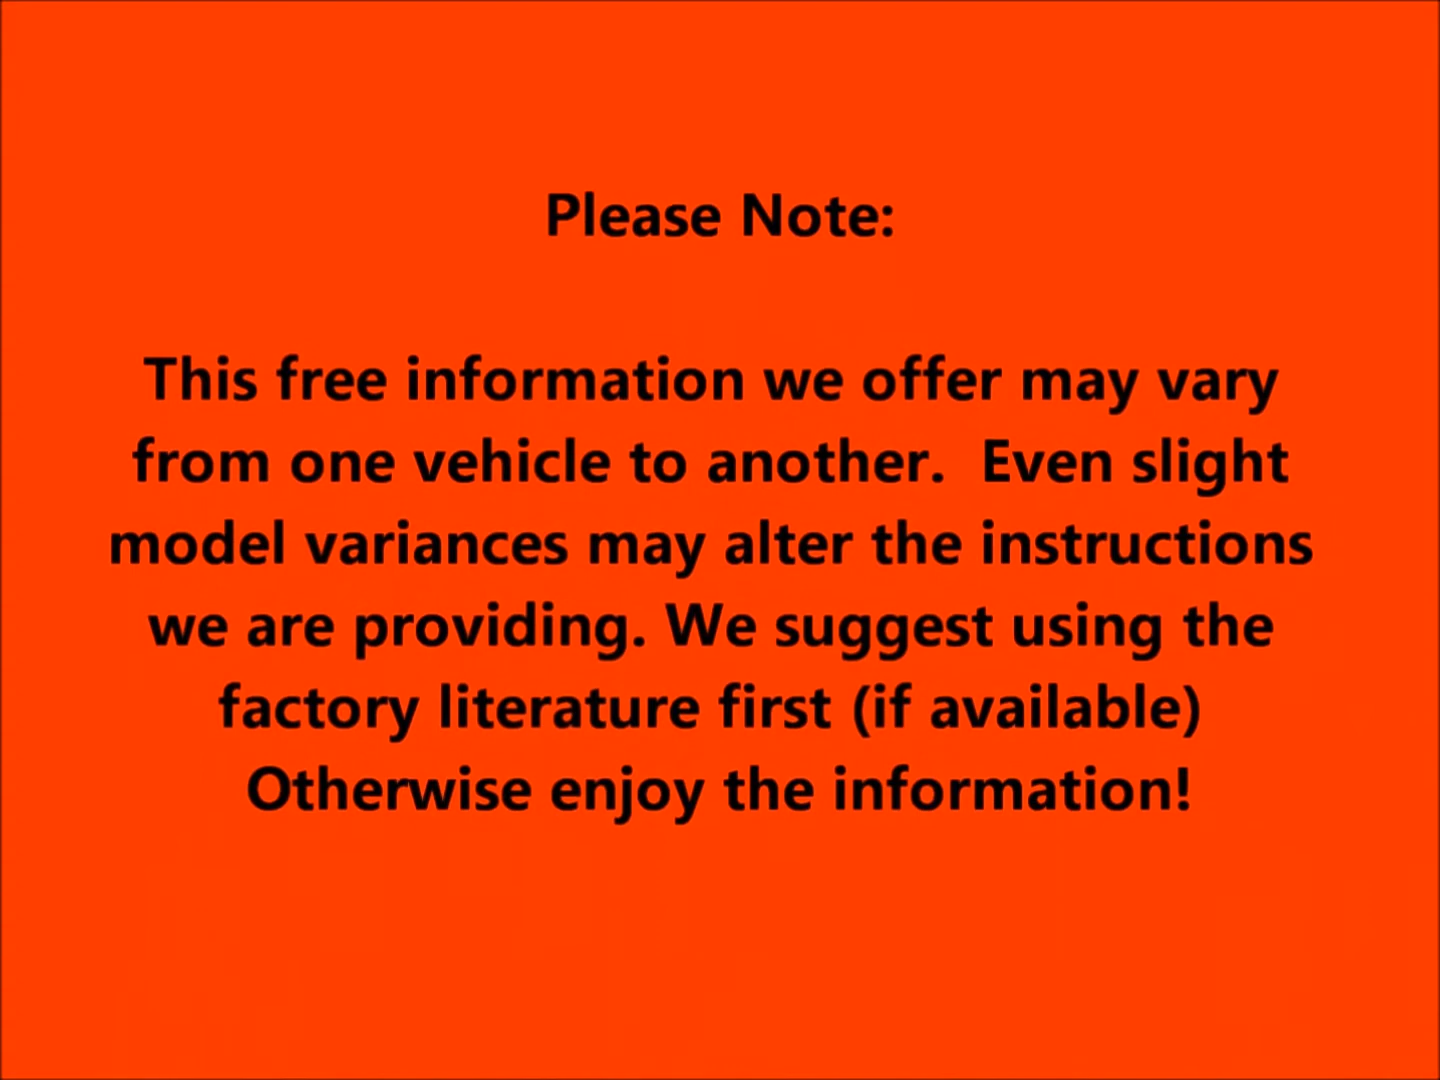 Please Note:
This free information we offer may vary
from one vehicle to another.  Even slight
model variances may alter the instructions
we are providing. We suggest using the
factory literature first (if available)
Otherwise enjoy the information!